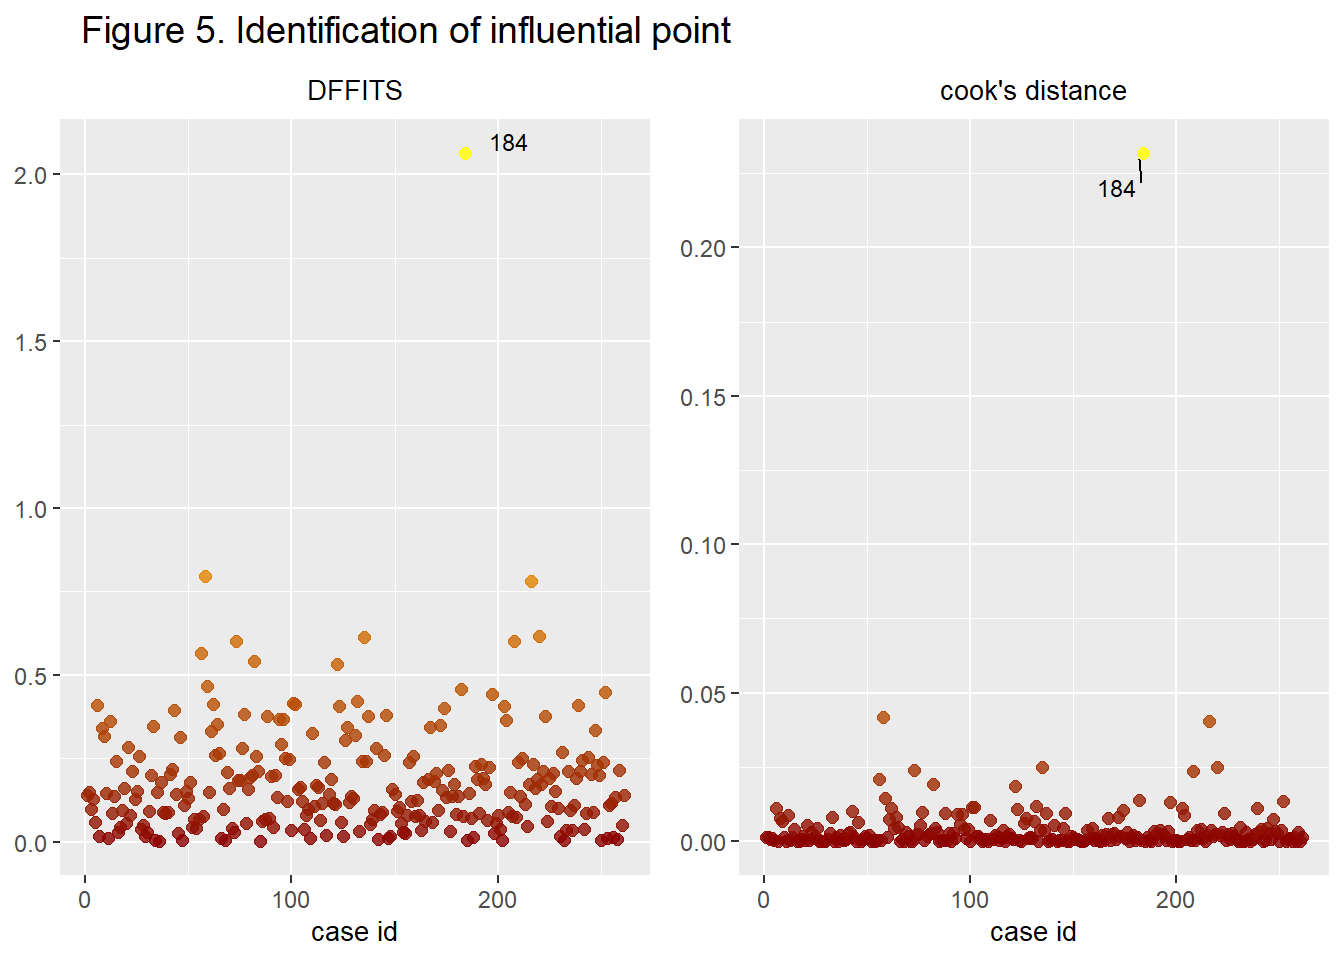 Figure 5. Identification of influential point
DFFITS
184
2.0
1.5
1.0
0.5
0.0
0 100 200
case id
cook's distance
184
0.20
0.15
0.10
0.05
0.00
0 100 200
case id